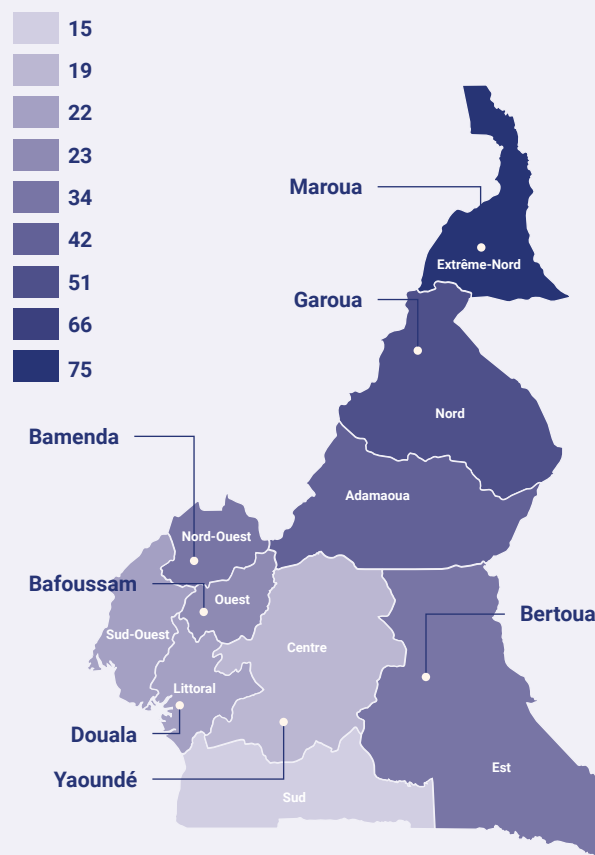 15
19
22
23
34
42
51
66
75
Maroua
Extrême-Nord
Garoua
Nord
Bamenda
Adamaoua
Nord-Ouest
Bafoussam
Ouest
Bertoua
Sud-Ouest
Centre
Littoral
Douala
Yaoundé
Est
Sud